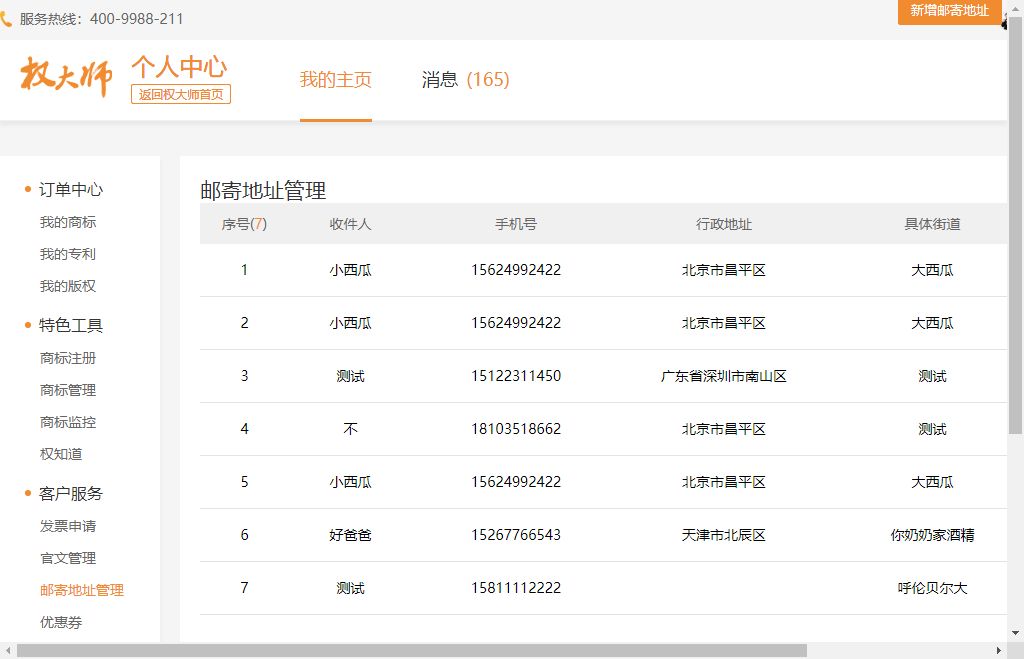 服务热线：400-9988-211
新增邮寄地址
权大师 个人中心
返回权大师首页
我的主页
消息 (165)
订单中心
我的商标
我的专利
我的版权
特色工具
商标注册
商标管理
商标监控
权知道
客户服务
发票申请
官文管理
邮寄地址管理
优惠券
邮寄地址管理
序号(7) 收件人 手机号 行政地址 具体街道
1 小西瓜 15624992422 北京市昌平区 大西瓜
2 小西瓜 15624992422 北京市昌平区 大西瓜
3 测试 15122311450 广东省深圳市南山区 测试
4 不 18103518662 北京市昌平区 测试
5 小西瓜 15624992422 北京市昌平区 大西瓜
6 好爸爸 15267766543 天津市北辰区 你奶奶家酒精
7 测试 15811112222 呼伦贝尔大